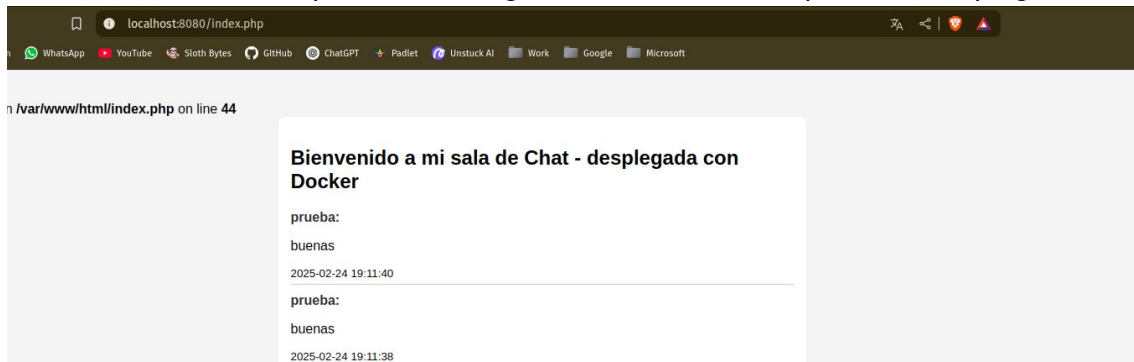 localhost:8080/index.php
WhatsApp YouTube Sloth Bytes GitHub ChatGPT Padlet Unstuck AI Work Google Microsoft
/var/www/html/index.php on line 44
Bienvenido a mi sala de Chat - desplegada con
Docker
prueba:
buenas
2025-02-24 19:11:40
prueba:
buenas
2025-02-24 19:11:38